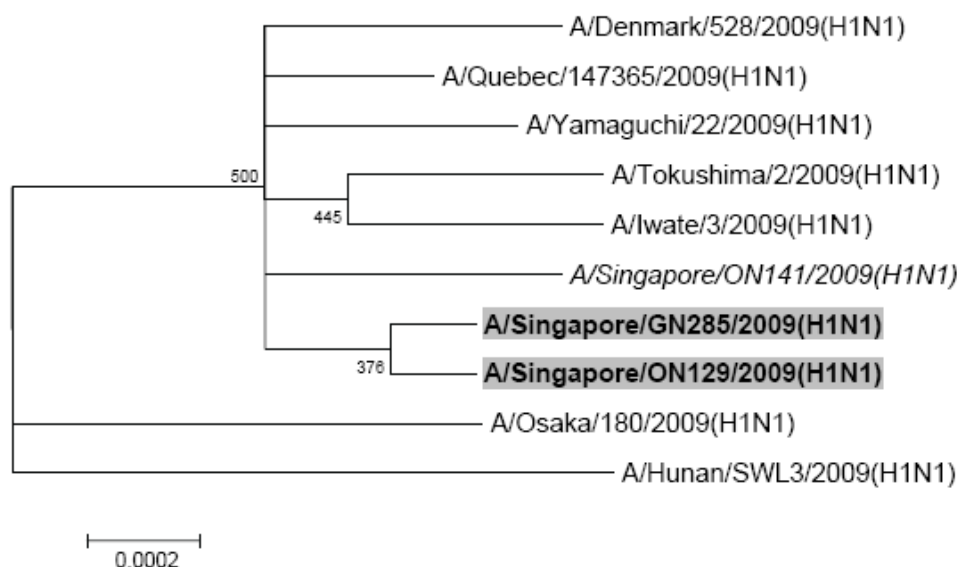 A/Denmark/528/2009(H1N1)
A/Quebec/147365/2009(H1N1)
A/Yamaguchi/22/2009(H1N1)
500
A/Tokushima/2/2009(H1N1)
445
A/Iwate/3/2009(H1N1)
A/Singapore/ON141/2009(H1N1)
A/Singapore/GN285/2009(H1N1)
376
A/Singapore/ON129/2009(H1N1)
A/Osaka/180/2009(H1N1)
A/Hunan/SWL3/2009(H1N1)
0.0002